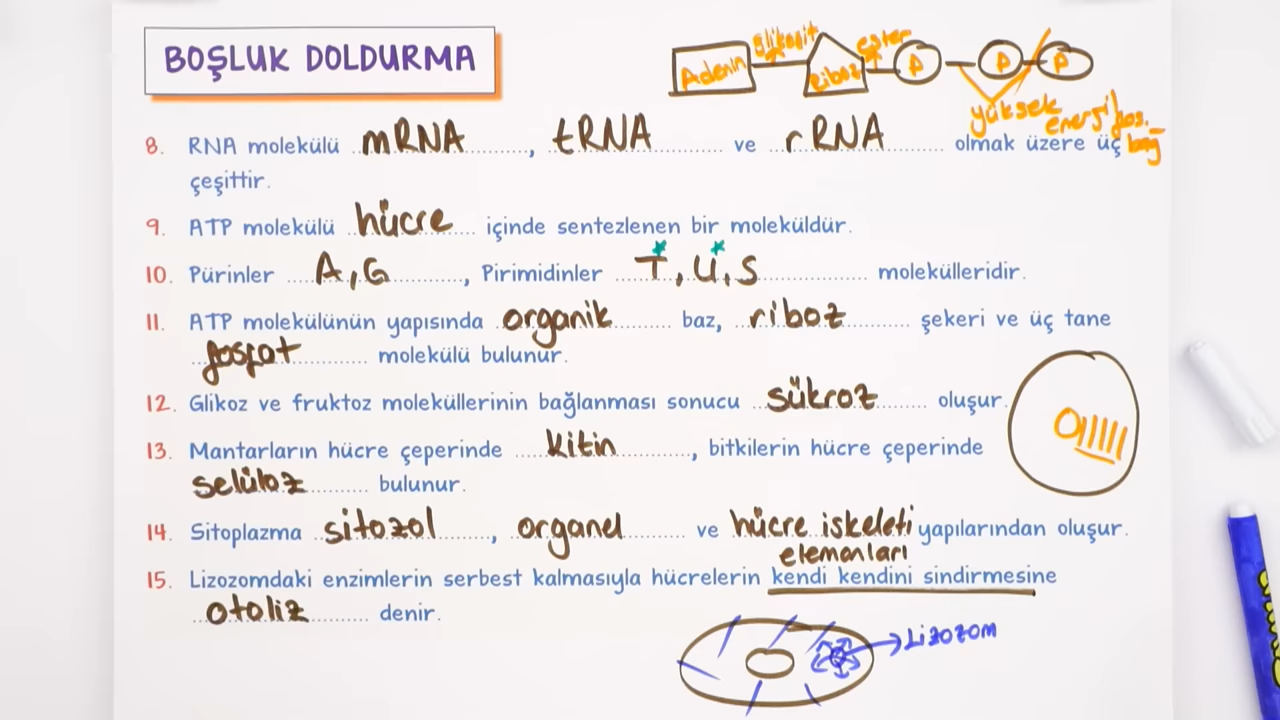 BOŞLUK DOLDURMA
Adenin glikozit riboz ester P P P
yüksek enerjili fos. bağ
8. RNA molekülü mRNA, tRNA ve rRNA olmak üzere üç
çeşittir.
9. ATP molekülü hücre içinde sentezlenen bir moleküldür.
10. Pürinler A, G, Pirimidinler T, U, S molekülleridir.
11. ATP molekülünün yapısında organik baz, riboz şekeri ve üç tane
fosfat molekülü bulunur.
12. Glikoz ve fruktoz moleküllerinin bağlanması sonucu sükroz oluşur.
13. Mantarların hücre çeperinde kitin, bitkilerin hücre çeperinde
selüloz bulunur.
14. Sitoplazma sitozol, organel ve hücre iskeleti yapılarından oluşur.
elemanları
15. Lizozomdaki enzimlerin serbest kalmasıyla hücrelerin kendi kendini sindirmesine
otoliz denir.
Lizozom